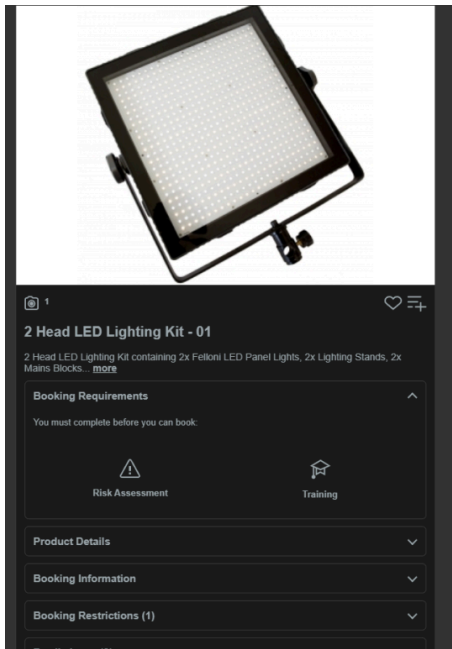 1
2 Head LED Lighting Kit - 01
2 Head LED Lighting Kit containing 2x Felloni LED Panel Lights, 2x Lighting Stands, 2x
Mains Blocks... more
Booking Requirements
You must complete before you can book:
Risk Assessment
Training
Product Details
Booking Information
Booking Restrictions (1)